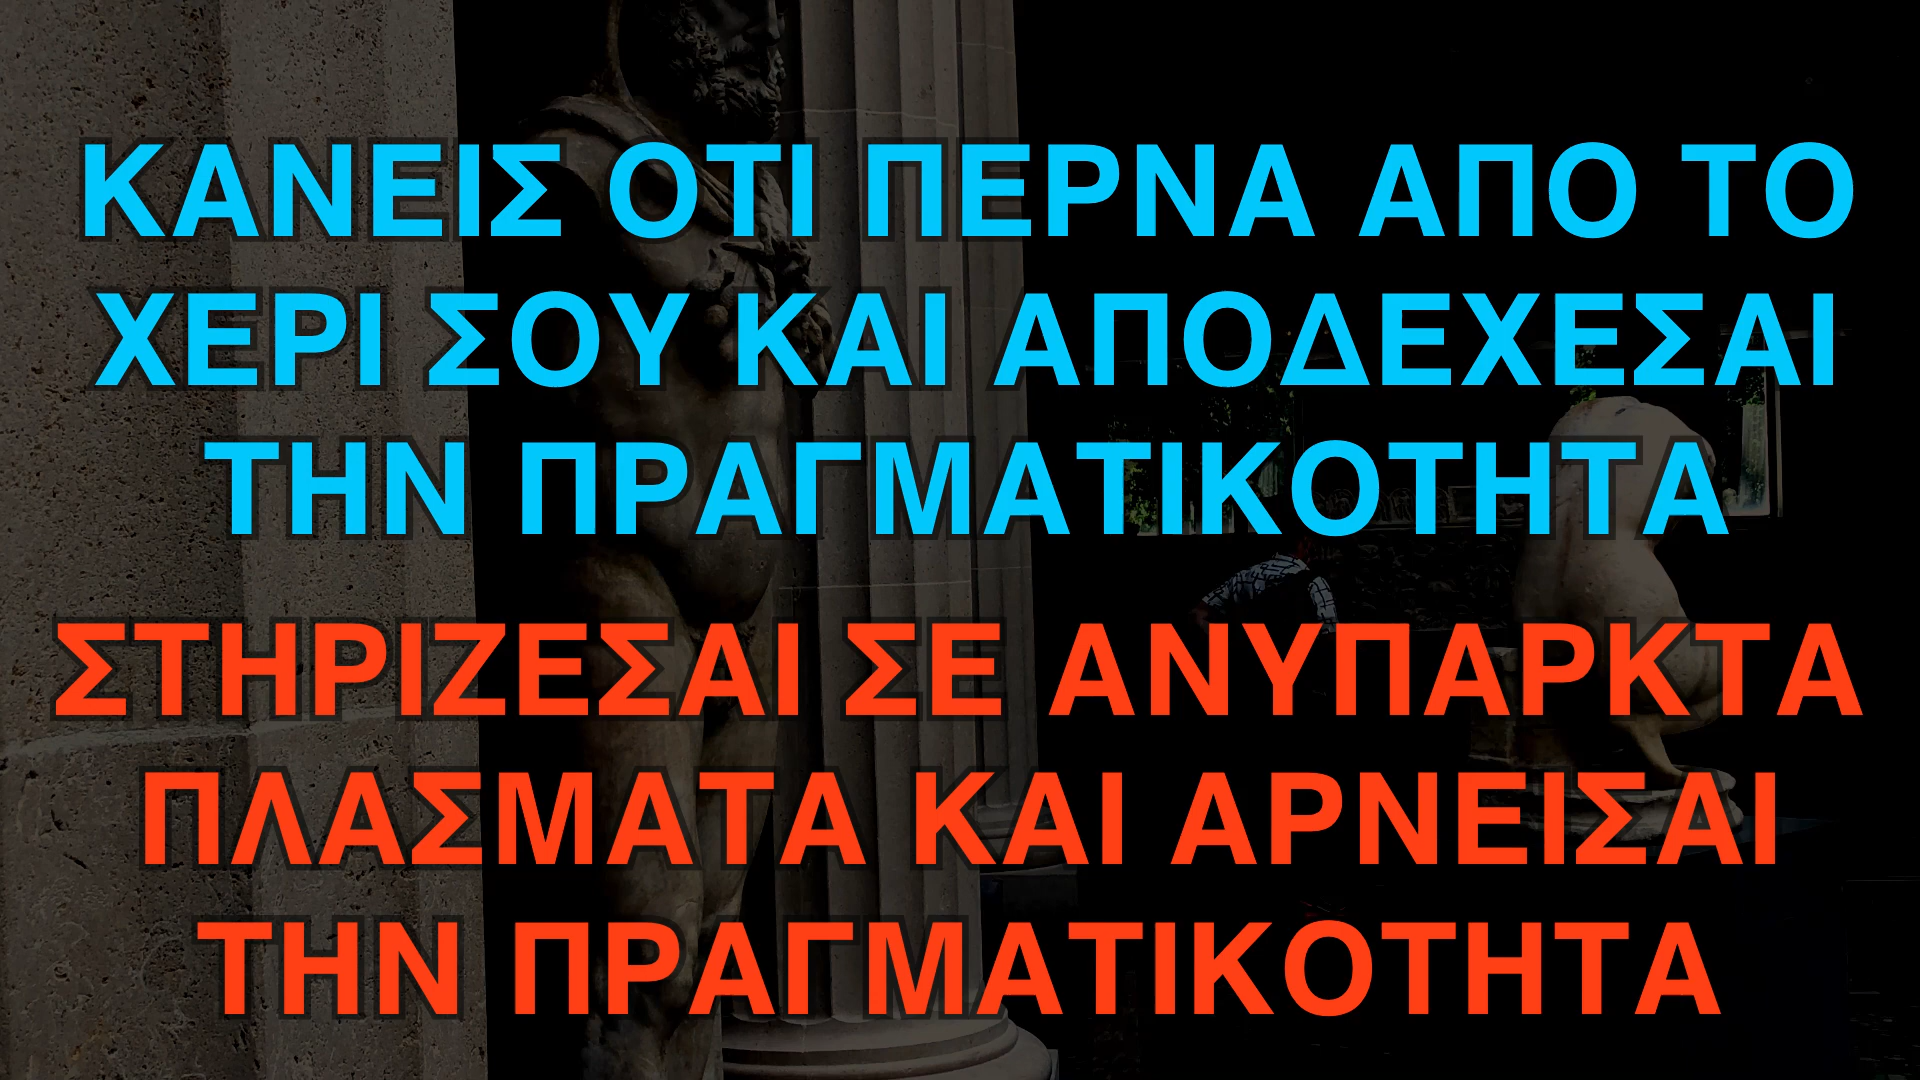 ΚΑΝΕΙΣ ΟΤΙ ΠΕΡΝΑ ΑΠΟ ΤΟ
ΧΕΡΙ ΣΟΥ ΚΑΙ ΑΠΟΔΕΧΕΣΑΙ
ΤΗΝ ΠΡΑΓΜΑΤΙΚΟΤΗΤΑ
ΣΤΗΡΙΖΕΣΑΙ ΣΕ ΑΝΥΠΑΡΚΤΑ
ΠΛΑΣΜΑΤΑ ΚΑΙ ΑΡΝΕΙΣΑΙ
ΤΗΝ ΠΡΑΓΜΑΤΙΚΟΤΗΤΑ